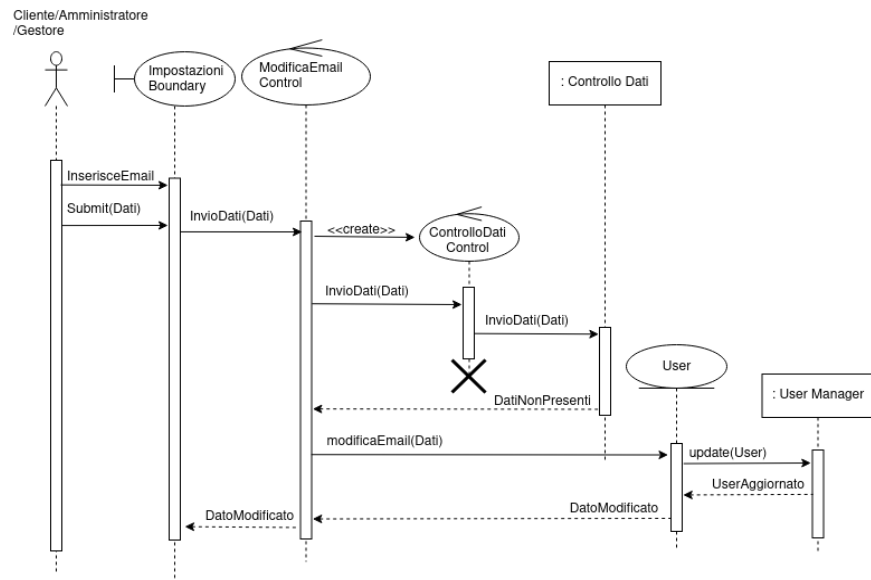 Cliente/Amministratore
/Gestore
Impostazioni
Boundary
ModificaEmail
Control
: Controllo Dati
InserisceEmail
Submit(Dati)
InvioDati(Dati)
<<create>>
ControlloDati
Control
InvioDati(Dati)
InvioDati(Dati)
User
: User Manager
DatiNonPresenti
modificaEmail(Dati)
update(User)
UserAggiornato
DatoModificato
DatoModificato